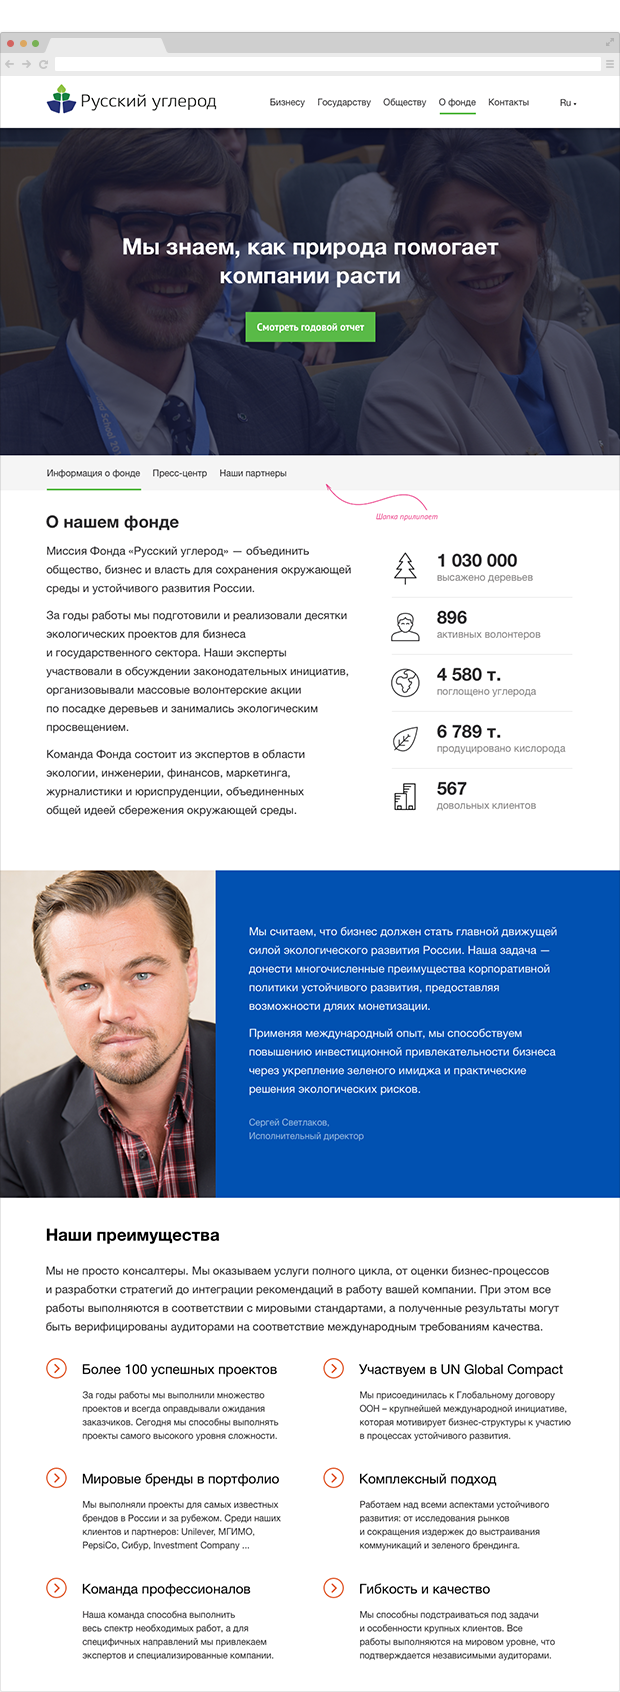 Русский углерод
Бизнесу Государству Обществу О фонде Контакты Ru
Мы знаем, как природа помогает
компании расти
Смотреть годовой отчет
Информация о фонде Пресс-центр Наши партнеры
Шапка прилипает
О нашем фонде
Миссия Фонда «Русский углерод» — объединить
общество, бизнес и власть для сохранения окружающей
среды и устойчивого развития России.
За годы работы мы подготовили и реализовали десятки
экологических проектов для бизнеса
и государственного сектора. Наши эксперты
участвовали в обсуждении законодательных инициатив,
организовывали массовые волонтерские акции
по посадке деревьев и занимались экологическим
просвещением.
Команда Фонда состоит из экспертов в области
экологии, инженерии, финансов, маркетинга,
журналистики и юриспруденции, объединенных
общей идеей сбережения окружающей среды.
1 030 000
высажено деревьев
896
активных волонтеров
4 580 т.
поглощено углерода
6 789 т.
продуцировано кислорода
567
довольных клиентов
Мы считаем, что бизнес должен стать главной движущей
силой экологического развития России. Наша задача —
донести многочисленные преимущества корпоративной
политики устойчивого развития, предоставляя
возможности дляих монетизации.
Применяя международный опыт, мы способствуем
повышению инвестиционной привлекательности бизнеса
через укрепление зеленого имиджа и практические
решения экологических рисков.
Сергей Светлаков,
Исполнительный директор
Наши преимущества
Мы не просто консалтеры. Мы оказываем услуги полного цикла, от оценки бизнес-процессов
и разработки стратегий до интеграции рекомендаций в работу вашей компании. При этом все
работы выполняются в соответствии с мировыми стандартами, а полученные результаты могут
быть верифицированы аудиторами на соответствие международным требованиям качества.
Более 100 успешных проектов
За годы работы мы выполнили множество
проектов и всегда оправдывали ожидания
заказчиков. Сегодня мы способны выполнять
проекты самого высокого уровня сложности.
Участвуем в UN Global Compact
Мы присоединилась к Глобальному договору
ООН – крупнейшей международной инициативе,
которая мотивирует бизнес-структуры к участию
в процессах устойчивого развития.
Мировые бренды в портфолио
Мы выполняли проекты для самых известных
брендов в России и за рубежом. Среди наших
клиентов и партнеров: Unilever, МГИМО,
PepsiCo, Сибур, Investment Company ...
Комплексный подход
Работаем над всеми аспектами устойчивого
развития: от исследования рынков
и сокращения издержек до выстраивания
коммуникаций и зеленого брендинга.
Команда профессионалов
Наша команда способна выполнить
весь спектр необходимых работ, а для
специфичных направлений мы привлекаем
экспертов и специализированные компании.
Гибкость и качество
Мы способны подстраиваться под задачи
и особенности крупных клиентов. Все
работы выполняются на мировом уровне, что
подтверждается независимыми аудиторами.